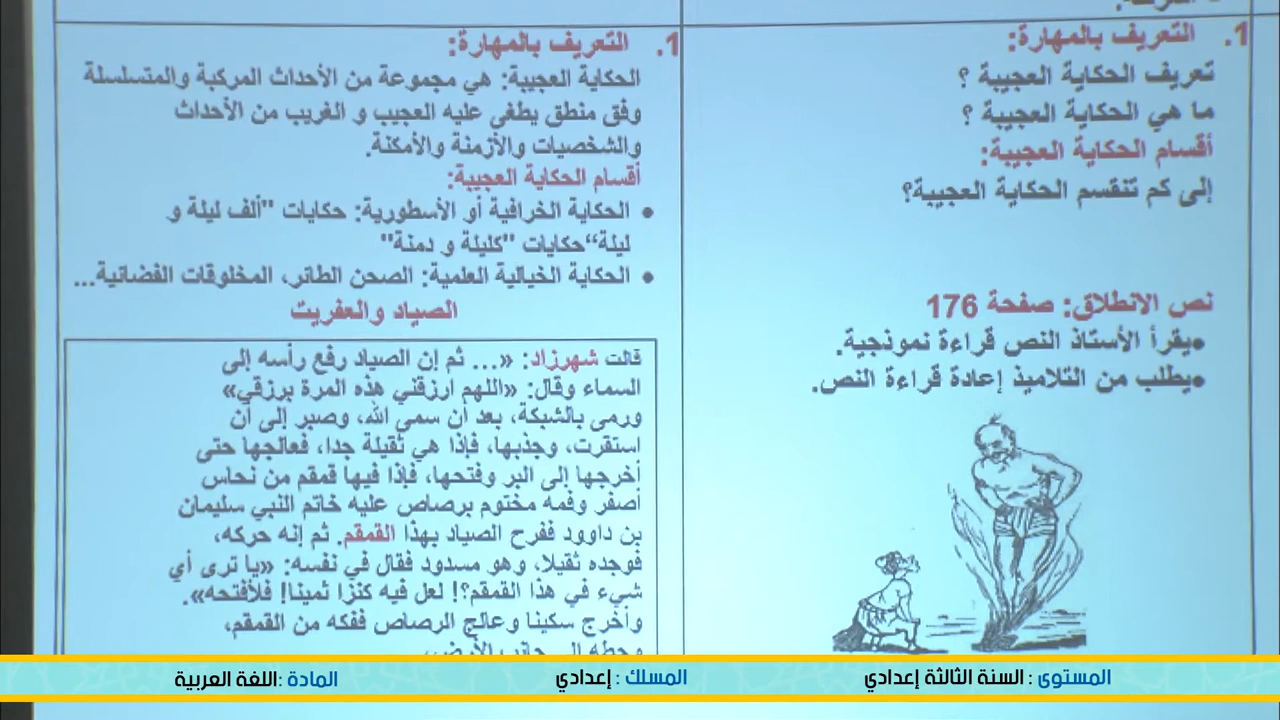 1. التعريف بالمهارة:
تعريف الحكاية العجيبة ؟
ما هي الحكاية العجيبة ؟
أقسام الحكاية العجيبة:
إلى كم تنقسم الحكاية العجيبة؟
نص الانطلاق: صفحة 176
•يقرأ الأستاذ النص قراءة نموذجية.
•يطلب من التلاميذ إعادة قراءة النص.
1. التعريف بالمهارة:
الحكاية العجيبة: هي مجموعة من الأحداث المركبة والمتسلسلة
وفق منطق يطغى عليه العجيب و الغريب من الأحداث
والشخصيات والأزمنة والأمكنة.
أقسام الحكاية العجيبة:
• الحكاية الخرافية أو الأسطورية: حكايات "ألف ليلة و
ليلة“حكايات "كليلة و دمنة"
• الحكاية الخيالية العلمية: الصحن الطائر، المخلوقات الفضائية...
الصياد والعفريت
قالت شهرزاد: «... ثم إن الصياد رفع رأسه إلى
السماء وقال: «اللهم ارزقني هذه المرة برزقي»
ورمى بالشبكة، بعد أن سمى الله، وصبر إلى أن
استقرت، وجذبها، فإذا هي ثقيلة جدا، فعالجها حتى
أخرجها إلى البر وفتحها، فإذا فيها قمقم من نحاس
أصفر وفمه مختوم برصاص عليه خاتم النبي سليمان
بن داوود ففرح الصياد بهذا القمقم. ثم إنه حركه،
فوجده ثقيلا، وهو مسدود فقال في نفسه: «يا ترى أي
شيء في هذا القمقم؟! لعل فيه كنزا ثمينا! فلأفتحه».
وأخرج سكينا وعالج الرصاص ففكه من القمقم،
وحطه إلى جانب الأرض،
المستوى : السنة الثالثة إعدادي
المسلك : إعدادي
المادة :اللغة العربية